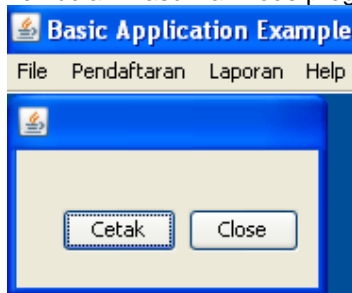 Basic Application Example
File Pendaftaran Laporan Help
Cetak Close